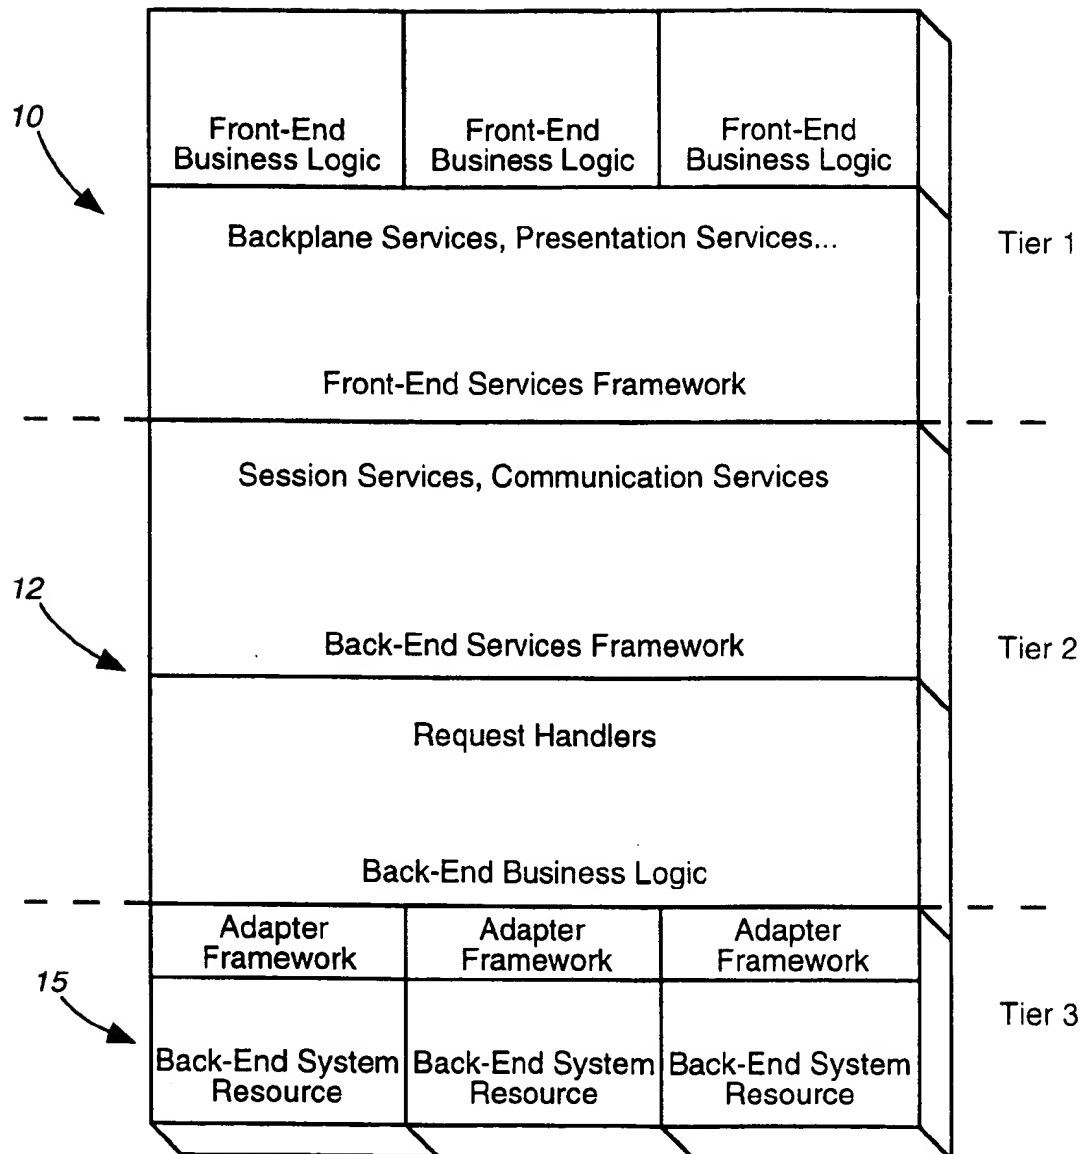 10
Front-End
Business Logic
Front-End
Business Logic
Front-End
Business Logic
Backplane Services, Presentation Services...
Tier 1
Front-End Services Framework
Session Services, Communication Services
12
Back-End Services Framework
Tier 2
Request Handlers
Back-End Business Logic
Adapter
Framework
Adapter
Framework
Adapter
Framework
15
Tier 3
Back-End System
Resource
Back-End System
Resource
Back-End System
Resource